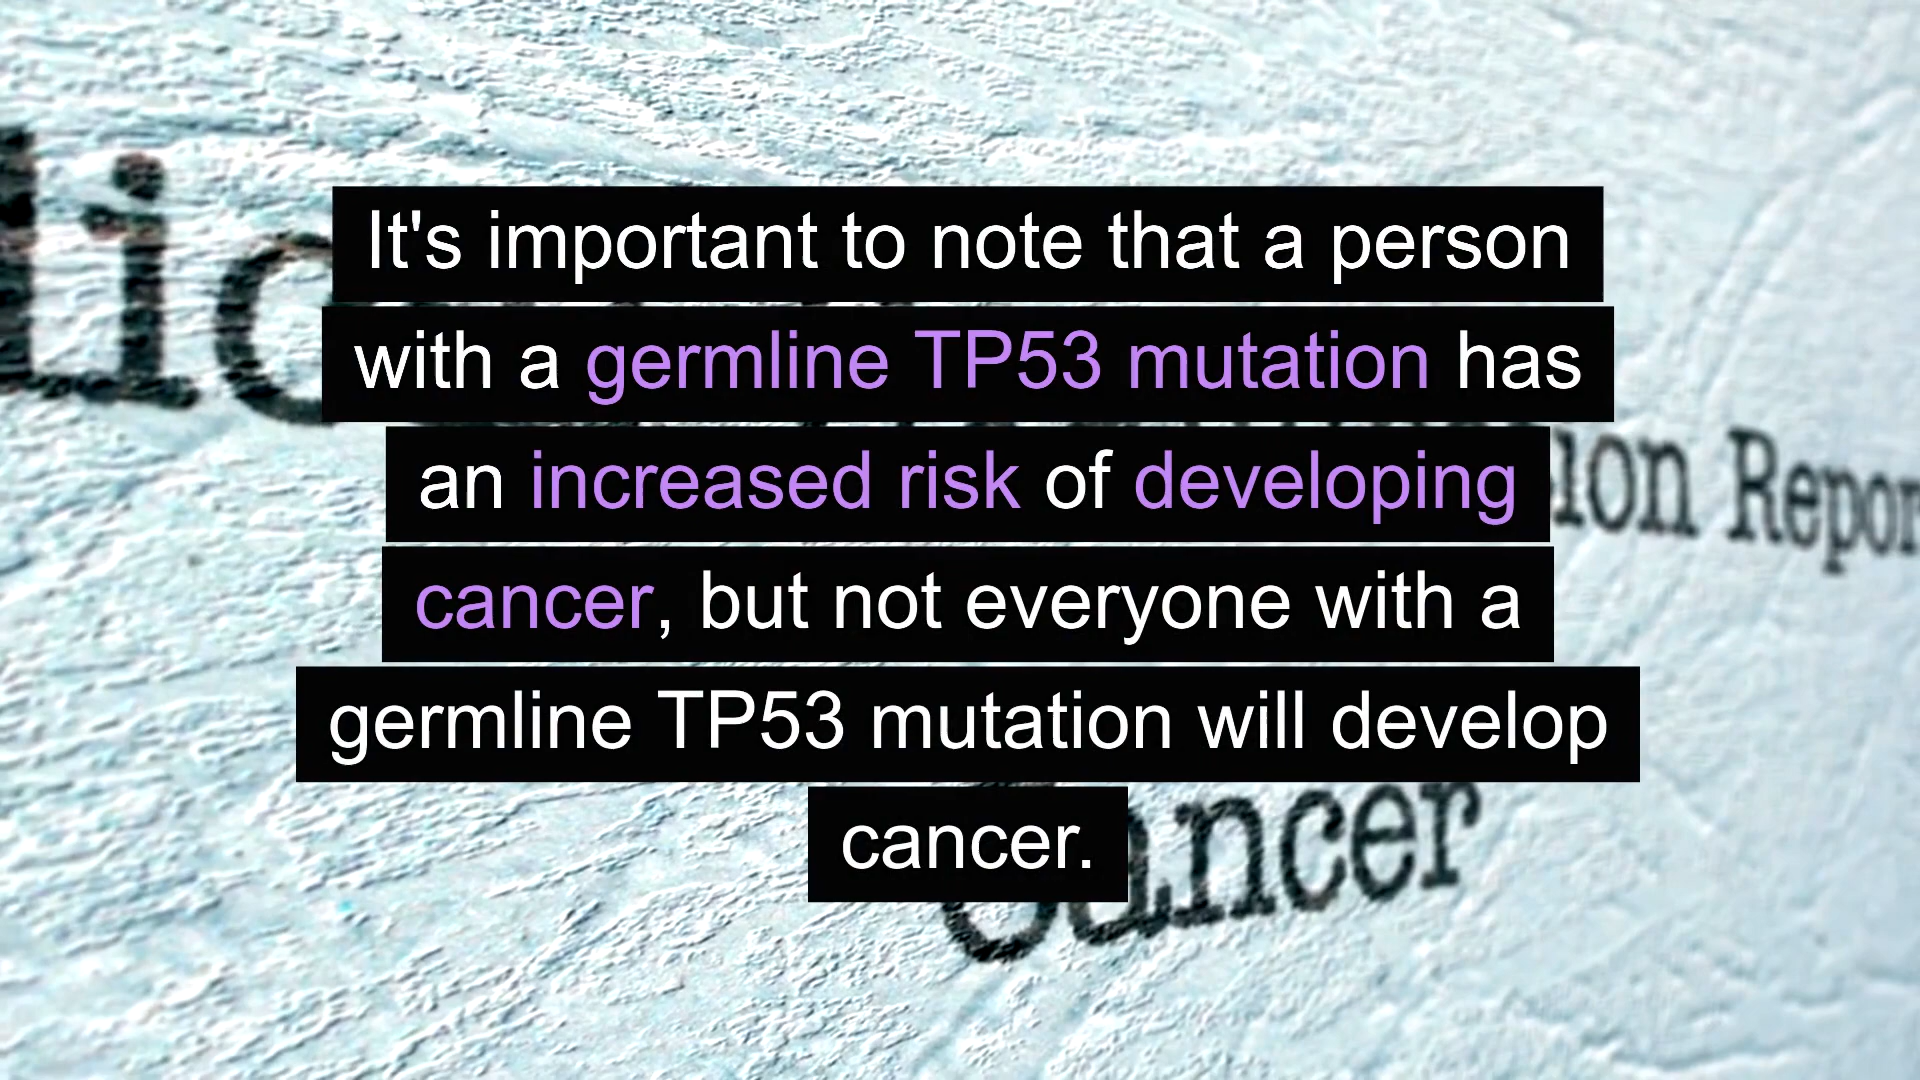 It's important to note that a person
with a germline TP53 mutation has
an increased risk of developing
cancer, but not everyone with a
germline TP53 mutation will develop
cancer.
Repor
Cancer